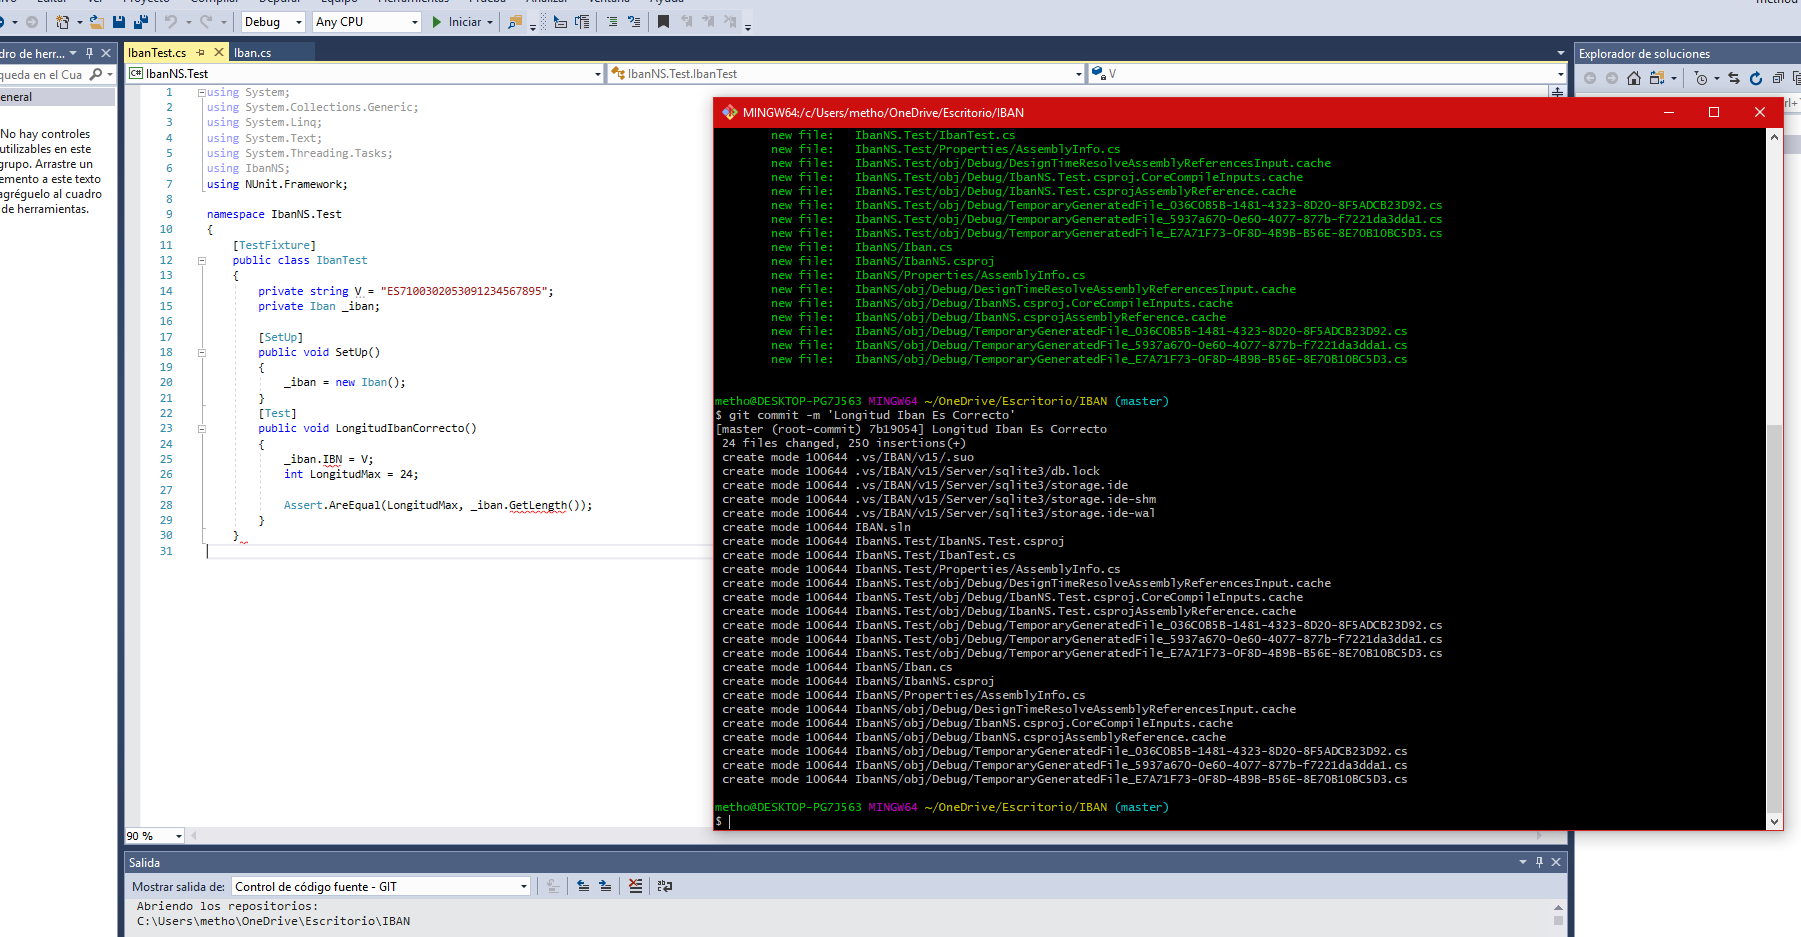 Editar
Ver
Proyecto
Compilar
Depurar
Equipo
Herramientas
Prueba
Analizar
Ventana
Ayuda
Debug
Any CPU
Iniciar
dro de herr...
IbanTest.cs
Iban.cs
Explorador de soluciones
queda en el Cua
C# IbanNS.Test
IbanNS.Test.IbanTest
V
eneral
No hay controles
utilizables en este
grupo. Arrastre un
emento a este texto
agréguelo al cuadro
de herramientas.
1 using System;
2 using System.Collections.Generic;
3 using System.Linq;
4 using System.Text;
5 using System.Threading.Tasks;
6 using IbanNS;
7 using NUnit.Framework;
8
9 namespace IbanNS.Test
10 {
11 [TestFixture]
12 public class IbanTest
13 {
14 private string V = "ES7100302053091234567895";
15 private Iban _iban;
16
17 [SetUp]
18 public void SetUp()
19 {
20 _iban = new Iban();
21 }
22 [Test]
23 public void LongitudIbanCorrecto()
24 {
25 _iban.IBN = V;
26 int LongitudMax = 24;
27
28 Assert.AreEqual(LongitudMax, _iban.GetLength());
29 }
30 }
31
90 %
MINGW64:/c/Users/metho/OneDrive/Escritorio/IBAN
new file: IbanNS.Test/IbanTest.cs
new file: IbanNS.Test/Properties/AssemblyInfo.cs
new file: IbanNS.Test/obj/Debug/DesignTimeResolveAssemblyReferencesInput.cache
new file: IbanNS.Test/obj/Debug/IbanNS.Test.csproj.CoreCompileInputs.cache
new file: IbanNS.Test/obj/Debug/IbanNS.Test.csprojAssemblyReference.cache
new file: IbanNS.Test/obj/Debug/TemporaryGeneratedFile_036C0B5B-1481-4323-8D20-8F5ADCB23D92.cs
new file: IbanNS.Test/obj/Debug/TemporaryGeneratedFile_5937a670-0e60-4077-877b-f7221da3dda1.cs
new file: IbanNS.Test/obj/Debug/TemporaryGeneratedFile_E7A71F73-0F8D-4B9B-B56E-8E70B10BC5D3.cs
new file: IbanNS/Iban.cs
new file: IbanNS/IbanNS.csproj
new file: IbanNS/Properties/AssemblyInfo.cs
new file: IbanNS/obj/Debug/DesignTimeResolveAssemblyReferencesInput.cache
new file: IbanNS/obj/Debug/IbanNS.csproj.CoreCompileInputs.cache
new file: IbanNS/obj/Debug/IbanNS.csprojAssemblyReference.cache
new file: IbanNS/obj/Debug/TemporaryGeneratedFile_036C0B5B-1481-4323-8D20-8F5ADCB23D92.cs
new file: IbanNS/obj/Debug/TemporaryGeneratedFile_5937a670-0e60-4077-877b-f7221da3dda1.cs
new file: IbanNS/obj/Debug/TemporaryGeneratedFile_E7A71F73-0F8D-4B9B-B56E-8E70B10BC5D3.cs
metho@DESKTOP-PG7J563 MINGW64 ~/OneDrive/Escritorio/IBAN (master)
$ git commit -m 'Longitud Iban Es Correcto'
[master (root-commit) 7b19054] Longitud Iban Es Correcto
24 files changed, 250 insertions(+)
create mode 100644 .vs/IBAN/v15/.suo
create mode 100644 .vs/IBAN/v15/Server/sqlite3/db.lock
create mode 100644 .vs/IBAN/v15/Server/sqlite3/storage.ide
create mode 100644 .vs/IBAN/v15/Server/sqlite3/storage.ide-shm
create mode 100644 .vs/IBAN/v15/Server/sqlite3/storage.ide-wal
create mode 100644 IBAN.sln
create mode 100644 IbanNS.Test/IbanNS.Test.csproj
create mode 100644 IbanNS.Test/IbanTest.cs
create mode 100644 IbanNS.Test/Properties/AssemblyInfo.cs
create mode 100644 IbanNS.Test/obj/Debug/DesignTimeResolveAssemblyReferencesInput.cache
create mode 100644 IbanNS.Test/obj/Debug/IbanNS.Test.csproj.CoreCompileInputs.cache
create mode 100644 IbanNS.Test/obj/Debug/IbanNS.Test.csprojAssemblyReference.cache
create mode 100644 IbanNS.Test/obj/Debug/TemporaryGeneratedFile_036C0B5B-1481-4323-8D20-8F5ADCB23D92.cs
create mode 100644 IbanNS.Test/obj/Debug/TemporaryGeneratedFile_5937a670-0e60-4077-877b-f7221da3dda1.cs
create mode 100644 IbanNS.Test/obj/Debug/TemporaryGeneratedFile_E7A71F73-0F8D-4B9B-B56E-8E70B10BC5D3.cs
create mode 100644 IbanNS/Iban.cs
create mode 100644 IbanNS/IbanNS.csproj
create mode 100644 IbanNS/Properties/AssemblyInfo.cs
create mode 100644 IbanNS/obj/Debug/DesignTimeResolveAssemblyReferencesInput.cache
create mode 100644 IbanNS/obj/Debug/IbanNS.csproj.CoreCompileInputs.cache
create mode 100644 IbanNS/obj/Debug/IbanNS.csprojAssemblyReference.cache
create mode 100644 IbanNS/obj/Debug/TemporaryGeneratedFile_036C0B5B-1481-4323-8D20-8F5ADCB23D92.cs
create mode 100644 IbanNS/obj/Debug/TemporaryGeneratedFile_5937a670-0e60-4077-877b-f7221da3dda1.cs
create mode 100644 IbanNS/obj/Debug/TemporaryGeneratedFile_E7A71F73-0F8D-4B9B-B56E-8E70B10BC5D3.cs
metho@DESKTOP-PG7J563 MINGW64 ~/OneDrive/Escritorio/IBAN (master)
$
Salida
Mostrar salida de: Control de código fuente - GIT
Abriendo los repositorios:
C:\Users\metho\OneDrive\Escritorio\IBAN